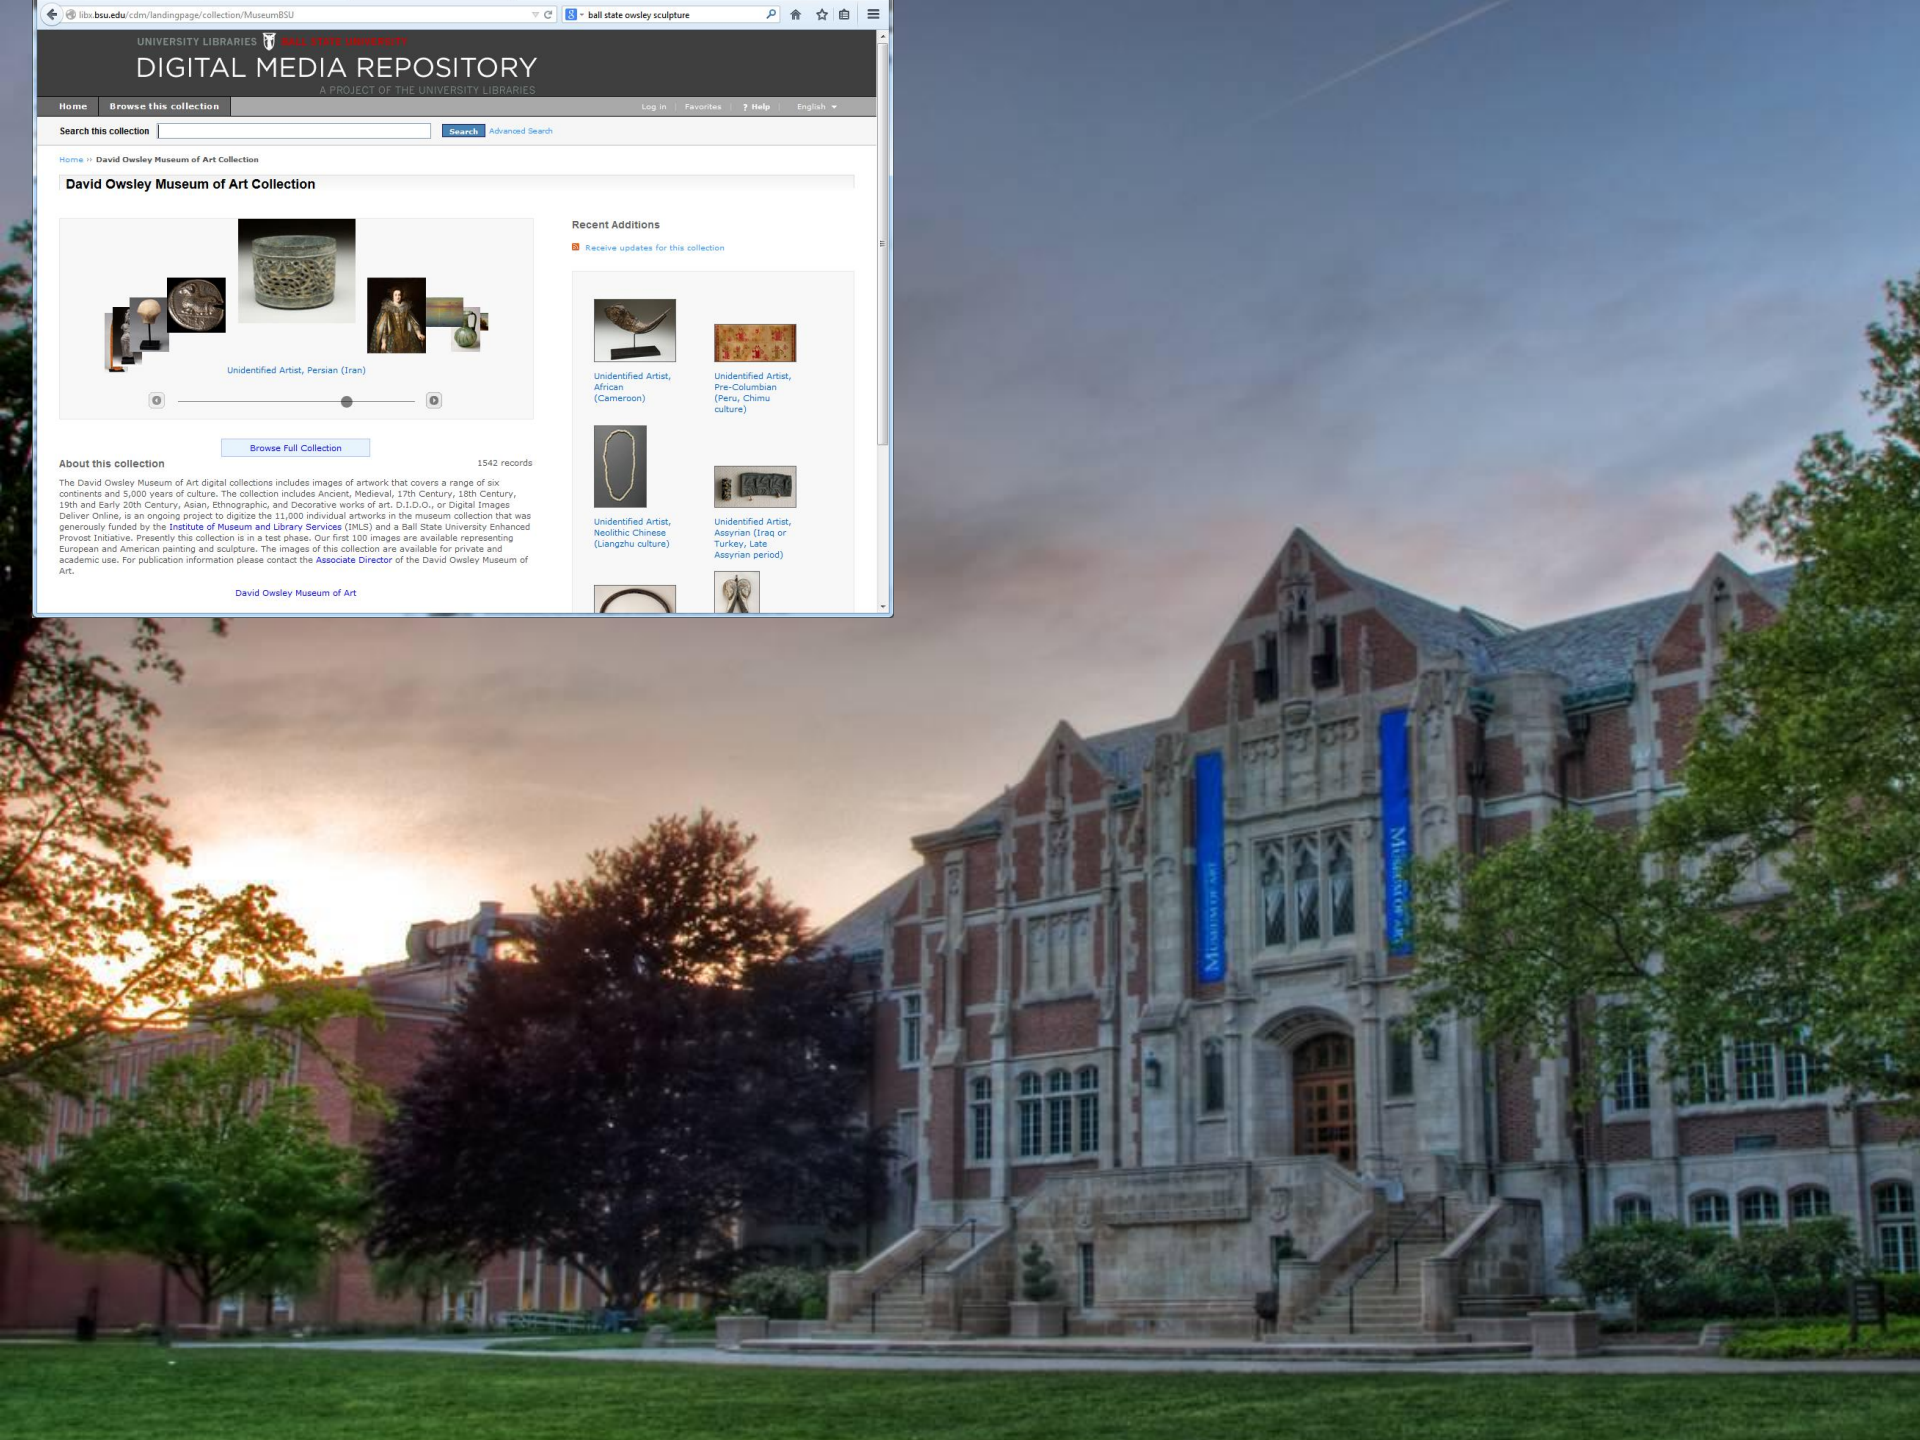 libx.bsu.edu/cdm/landingpage/collection/MuseumBSU
ball state owsley sculpture
UNIVERSITY LIBRARIES BALL STATE UNIVERSITY
DIGITAL MEDIA REPOSITORY
A PROJECT OF THE UNIVERSITY LIBRARIES
Home Browse this collection Log in Favorites ? Help English
Search this collection Search Advanced Search
Home ›› David Owsley Museum of Art Collection
David Owsley Museum of Art Collection
Unidentified Artist, Persian (Iran)
Browse Full Collection
About this collection 1542 records
The David Owsley Museum of Art digital collections includes images of artwork that covers a range of six
continents and 5,000 years of culture. The collection includes Ancient, Medieval, 17th Century, 18th Century,
19th and Early 20th Century, Asian, Ethnographic, and Decorative works of art. D.I.D.O., or Digital Images
Deliver Online, is an ongoing project to digitize the 11,000 individual artworks in the museum collection that was
generously funded by the Institute of Museum and Library Services (IMLS) and a Ball State University Enhanced
Provost Initiative. Presently this collection is in a test phase. Our first 100 images are available representing
European and American painting and sculpture. The images of this collection are available for private and
academic use. For publication information please contact the Associate Director of the David Owsley Museum of
Art.
David Owsley Museum of Art
Recent Additions
Receive updates for this collection
Unidentified Artist,
African
(Cameroon)
Unidentified Artist,
Pre-Columbian
(Peru, Chimu
culture)
Unidentified Artist,
Neolithic Chinese
(Liangzhu culture)
Unidentified Artist,
Assyrian (Iraq or
Turkey, Late
Assyrian period)
MUSEUM OF ART
MUSEUM OF ART